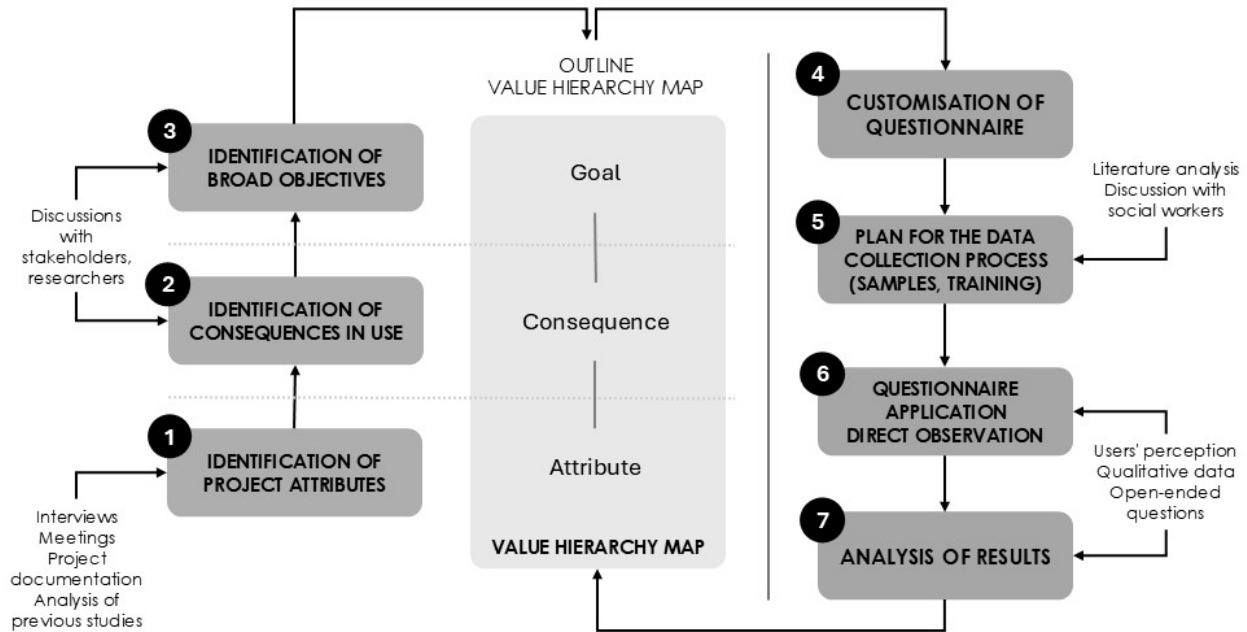 OUTLINE
VALUE HIERARCHY MAP
3
IDENTIFICATION OF
BROAD OBJECTIVES
Discussions
with
stakeholders,
researchers
2
IDENTIFICATION OF
CONSEQUENCES IN USE
1
IDENTIFICATION OF
PROJECT ATTRIBUTES
Interviews
Meetings
Project
documentation
Analysis of
previous studies
Goal
Consequence
Attribute
VALUE HIERARCHY MAP
4
CUSTOMISATION OF
QUESTIONNAIRE
Literature analysis
Discussion with
social workers
5
PLAN FOR THE DATA
COLLECTION PROCESS
(SAMPLES, TRAINING)
6
QUESTIONNAIRE
APPLICATION
DIRECT OBSERVATION
Users' perception
Qualitative data
Open-ended
questions
7
ANALYSIS OF RESULTS